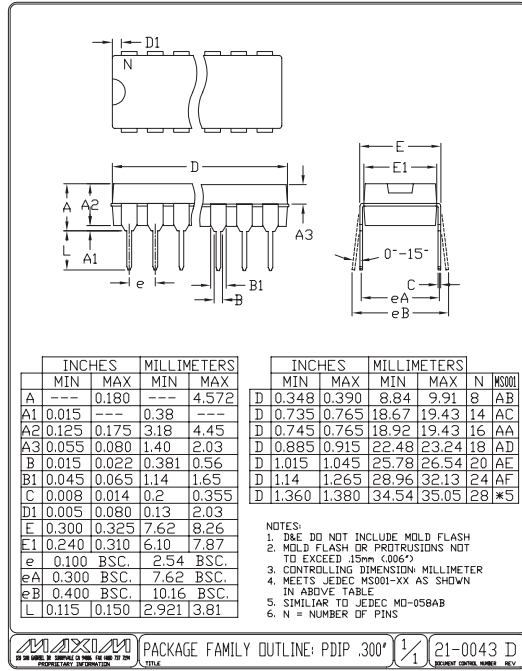 D1
N
D
E
E1
A
A2
A3
L
A1
e
B1
B
0°-15°
C
eA
eB
INCHES MILLIMETERS
MIN MAX MIN MAX
A --- 0.180 --- 4.572
A1 0.015 --- 0.38 ---
A2 0.125 0.175 3.18 4.45
A3 0.055 0.080 1.40 2.03
B 0.015 0.022 0.381 0.56
B1 0.045 0.065 1.14 1.65
C 0.008 0.014 0.2 0.355
D1 0.005 0.080 0.13 2.03
E 0.300 0.325 7.62 8.26
E1 0.240 0.310 6.10 7.87
e 0.100 BSC. 2.54 BSC.
eA 0.300 BSC. 7.62 BSC.
eB 0.400 BSC. 10.16 BSC.
L 0.115 0.150 2.921 3.81
INCHES MILLIMETERS
MIN MAX MIN MAX N MS001
D 0.348 0.390 8.84 9.91 8 AB
D 0.735 0.765 18.67 19.43 14 AC
D 0.745 0.765 18.92 19.43 16 AA
D 0.885 0.915 22.48 23.24 18 AD
D 1.015 1.045 25.78 26.54 20 AE
D 1.14 1.265 28.96 32.13 24 AF
D 1.360 1.380 34.54 35.05 28 *5
NOTES:
1. D&E DO NOT INCLUDE MOLD FLASH
2. MOLD FLASH OR PROTRUSIONS NOT
TO EXCEED .15mm (.006")
3. CONTROLLING DIMENSION: MILLIMETER
4. MEETS JEDEC MS001-XX AS SHOWN
IN ABOVE TABLE
5. SIMILIAR TO JEDEC MO-058AB
6. N = NUMBER OF PINS
MAXIM
PROPRIETARY INFORMATION
PACKAGE FAMILY OUTLINE: PDIP .300"
TITLE
1/1
21-0043 D
DOCUMENT CONTROL NUMBER REV